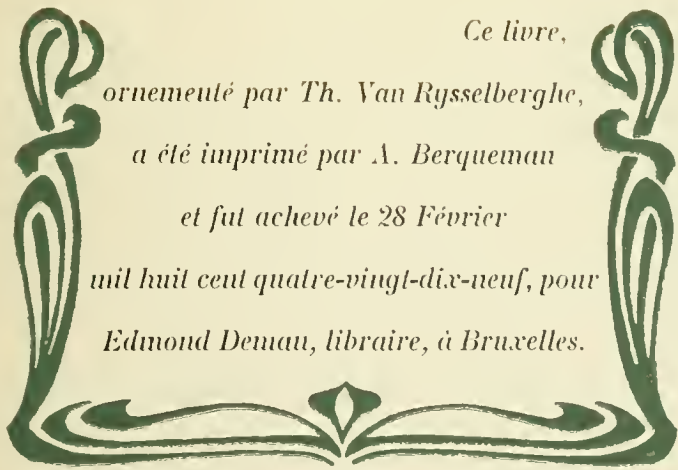 Ce livre,
ornementé par Th. Van Rysselberghe,
a été imprimé par A. Berqueman
et fut achevé le 28 Février
mil huit cent quatre-vingt-dix-neuf, pour
Edmond Deman, libraire, à Bruxelles.